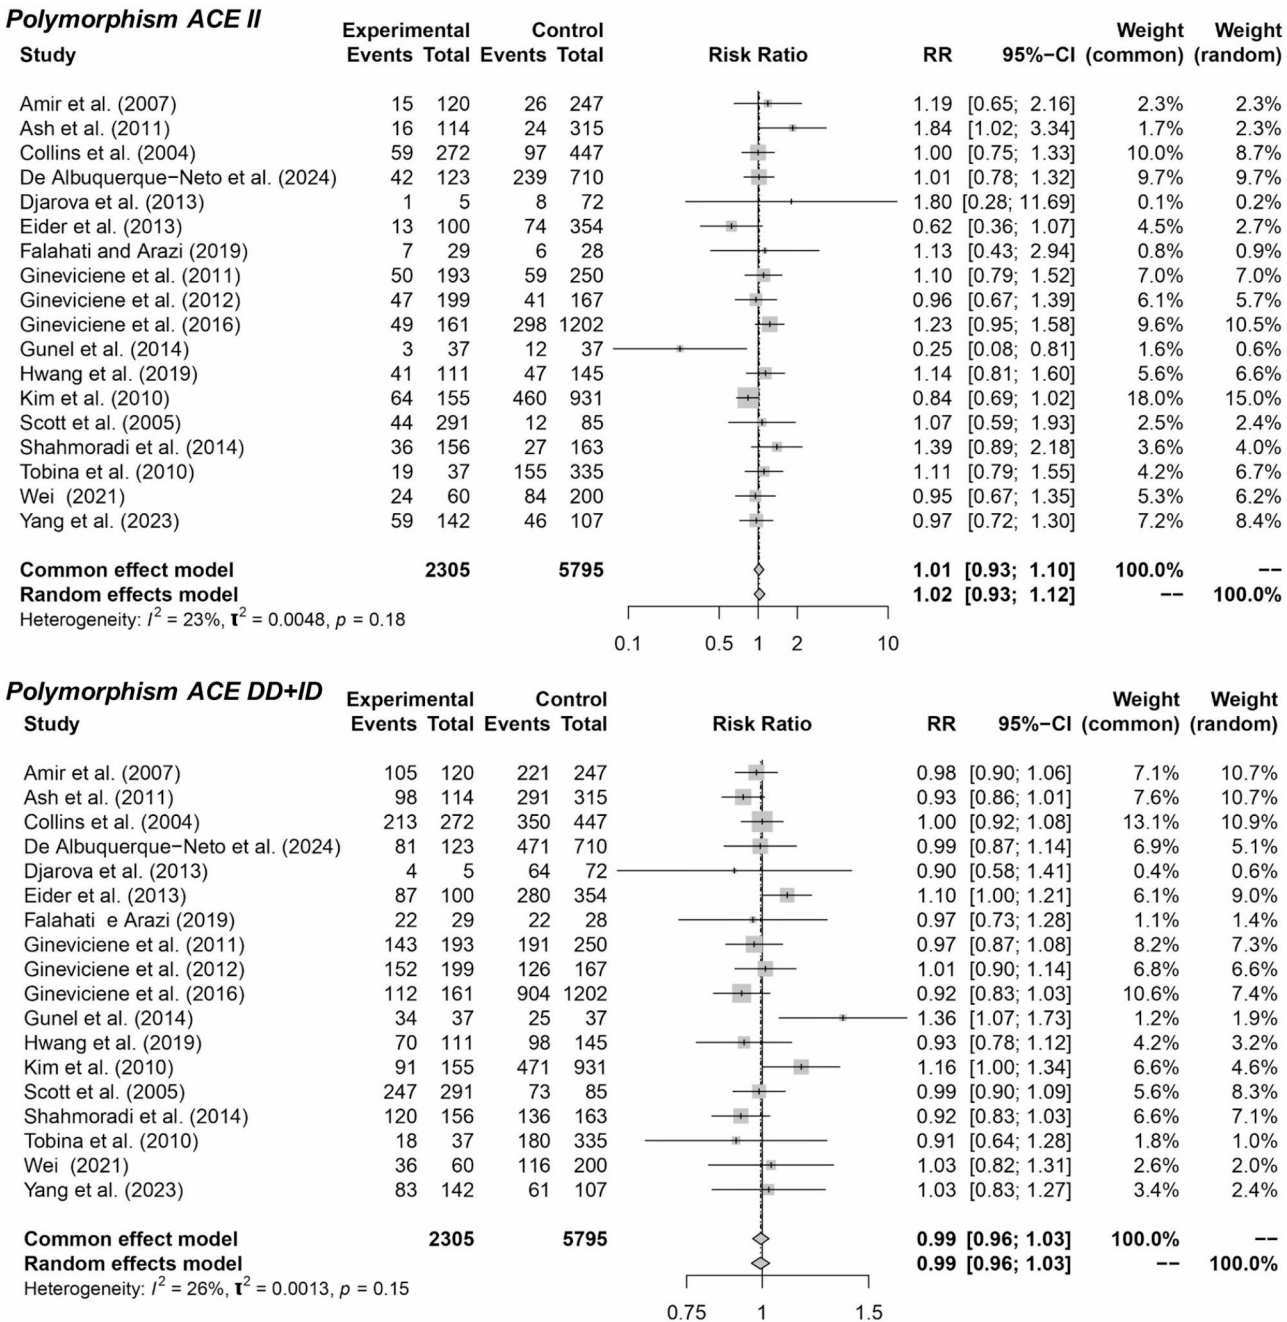 Polymorphism ACE II
Experimental Control Weight Weight
Study Events Total Events Total Risk Ratio RR 95%−CI (common) (random)
Amir et al. (2007) 15 120 26 247 1.19 [0.65; 2.16] 2.3% 2.3%
Ash et al. (2011) 16 114 24 315 1.84 [1.02; 3.34] 1.7% 2.3%
Collins et al. (2004) 59 272 97 447 1.00 [0.75; 1.33] 10.0% 8.7%
De Albuquerque−Neto et al. (2024) 42 123 239 710 1.01 [0.78; 1.32] 9.7% 9.7%
Djarova et al. (2013) 1 5 8 72 1.80 [0.28; 11.69] 0.1% 0.2%
Eider et al. (2013) 13 100 74 354 0.62 [0.36; 1.07] 4.5% 2.7%
Falahati and Arazi (2019) 7 29 6 28 1.13 [0.43; 2.94] 0.8% 0.9%
Gineviciene et al. (2011) 50 193 59 250 1.10 [0.79; 1.52] 7.0% 7.0%
Gineviciene et al. (2012) 47 199 41 167 0.96 [0.67; 1.39] 6.1% 5.7%
Gineviciene et al. (2016) 49 161 298 1202 1.23 [0.95; 1.58] 9.6% 10.5%
Gunel et al. (2014) 3 37 12 37 0.25 [0.08; 0.81] 1.6% 0.6%
Hwang et al. (2019) 41 111 47 145 1.14 [0.81; 1.60] 5.6% 6.6%
Kim et al. (2010) 64 155 460 931 0.84 [0.69; 1.02] 18.0% 15.0%
Scott et al. (2005) 44 291 12 85 1.07 [0.59; 1.93] 2.5% 2.4%
Shahmoradi et al. (2014) 36 156 27 163 1.39 [0.89; 2.18] 3.6% 4.0%
Tobina et al. (2010) 19 37 155 335 1.11 [0.79; 1.55] 4.2% 6.7%
Wei (2021) 24 60 84 200 0.95 [0.67; 1.35] 5.3% 6.2%
Yang et al. (2023) 59 142 46 107 0.97 [0.72; 1.30] 7.2% 8.4%
Common effect model 2305 5795 1.01 [0.93; 1.10] 100.0% −−
Random effects model 1.02 [0.93; 1.12] −− 100.0%
Heterogeneity: I² = 23%, τ² = 0.0048, p = 0.18
0.1 0.5 1 2 10
Polymorphism ACE DD+ID
Experimental Control Weight Weight
Study Events Total Events Total Risk Ratio RR 95%−CI (common) (random)
Amir et al. (2007) 105 120 221 247 0.98 [0.90; 1.06] 7.1% 10.7%
Ash et al. (2011) 98 114 291 315 0.93 [0.86; 1.01] 7.6% 10.7%
Collins et al. (2004) 213 272 350 447 1.00 [0.92; 1.08] 13.1% 10.9%
De Albuquerque−Neto et al. (2024) 81 123 471 710 0.99 [0.87; 1.14] 6.9% 5.1%
Djarova et al. (2013) 4 5 64 72 0.90 [0.58; 1.41] 0.4% 0.6%
Eider et al. (2013) 87 100 280 354 1.10 [1.00; 1.21] 6.1% 9.0%
Falahati e Arazi (2019) 22 29 22 28 0.97 [0.73; 1.28] 1.1% 1.4%
Gineviciene et al. (2011) 143 193 191 250 0.97 [0.87; 1.08] 8.2% 7.3%
Gineviciene et al. (2012) 152 199 126 167 1.01 [0.90; 1.14] 6.8% 6.6%
Gineviciene et al. (2016) 112 161 904 1202 0.92 [0.83; 1.03] 10.6% 7.4%
Gunel et al. (2014) 34 37 25 37 1.36 [1.07; 1.73] 1.2% 1.9%
Hwang et al. (2019) 70 111 98 145 0.93 [0.78; 1.12] 4.2% 3.2%
Kim et al. (2010) 91 155 471 931 1.16 [1.00; 1.34] 6.6% 4.6%
Scott et al. (2005) 247 291 73 85 0.99 [0.90; 1.09] 5.6% 8.3%
Shahmoradi et al. (2014) 120 156 136 163 0.92 [0.83; 1.03] 6.6% 7.1%
Tobina et al. (2010) 18 37 180 335 0.91 [0.64; 1.28] 1.8% 1.0%
Wei (2021) 36 60 116 200 1.03 [0.82; 1.31] 2.6% 2.0%
Yang et al. (2023) 83 142 61 107 1.03 [0.83; 1.27] 3.4% 2.4%
Common effect model 2305 5795 0.99 [0.96; 1.03] 100.0% −−
Random effects model 0.99 [0.96; 1.03] −− 100.0%
Heterogeneity: I² = 26%, τ² = 0.0013, p = 0.15
0.75 1 1.5